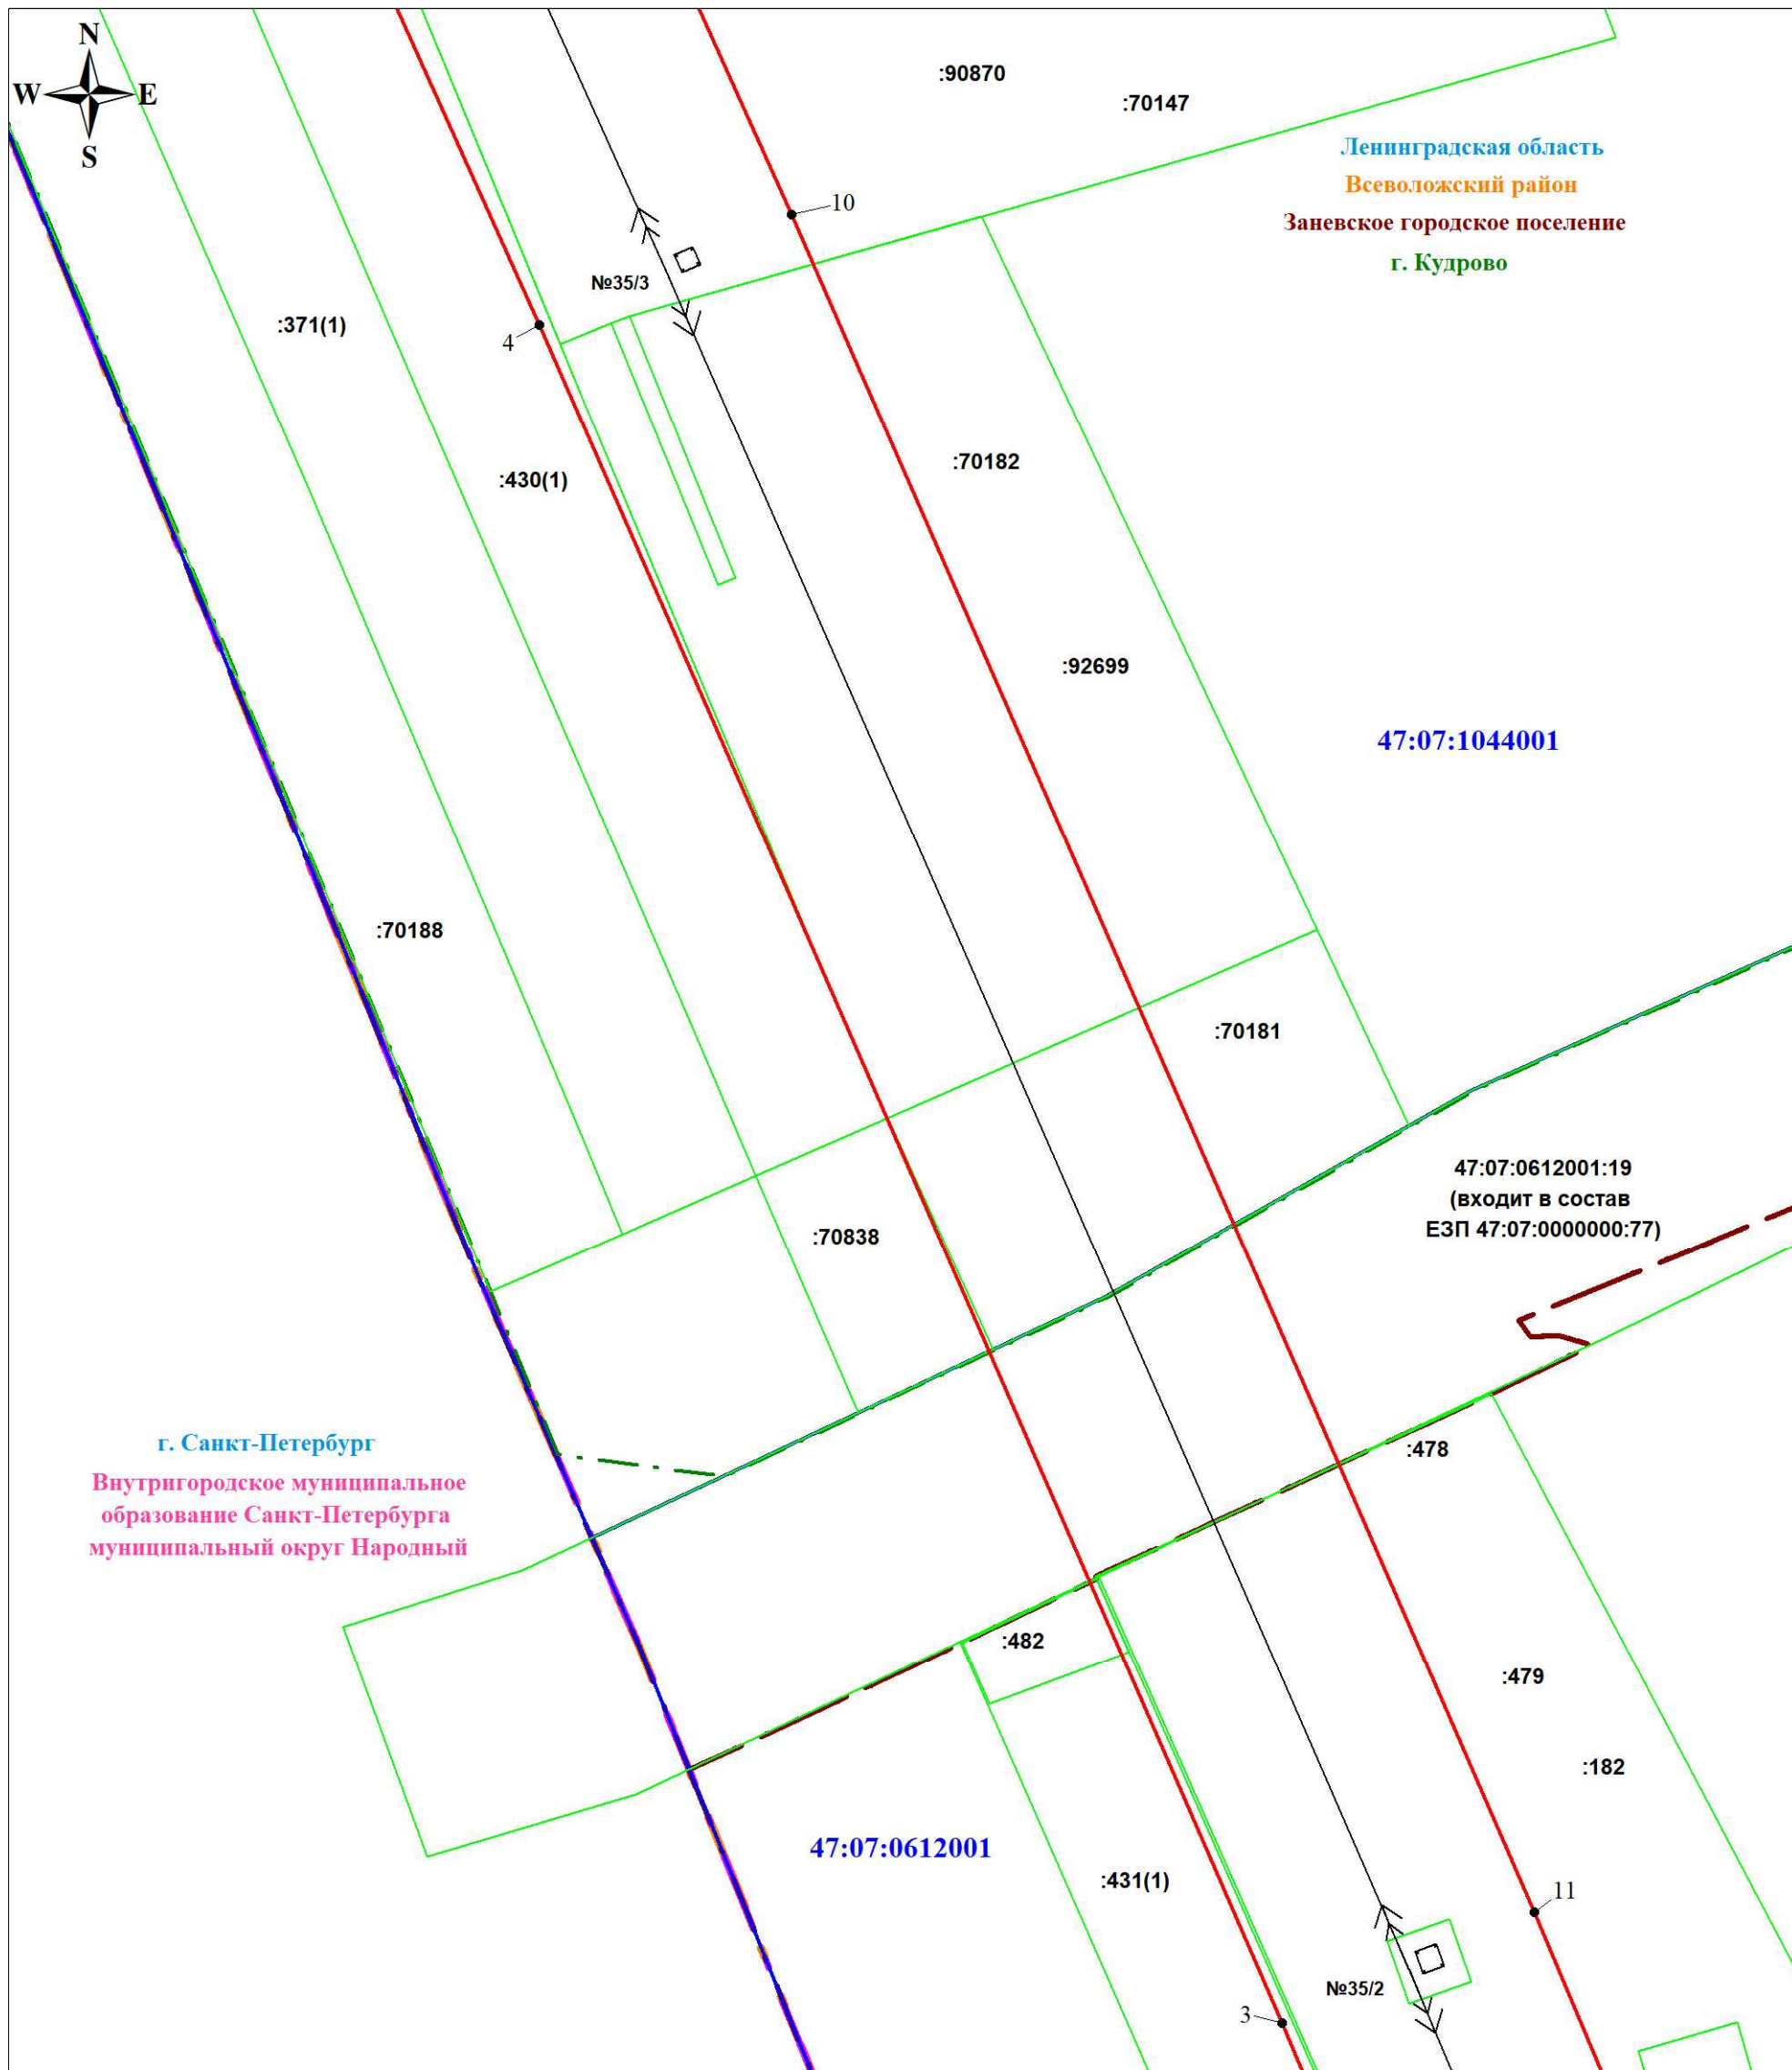 N
W E
S
:90870
:70147
Ленинградская область
Всеволожский район
Заневское городское поселение
г. Кудрово
10
№35/3
4
:371(1)
:430(1)
:70182
:92699
47:07:1044001
:70188
:70181
47:07:0612001:19
(входит в состав
ЕЗП 47:07:0000000:77)
:70838
г. Санкт-Петербург
Внутригородское муниципальное
образование Санкт-Петербурга
муниципальный округ Народный
:478
:482
:479
:182
47:07:0612001
:431(1)
11
№35/2
3